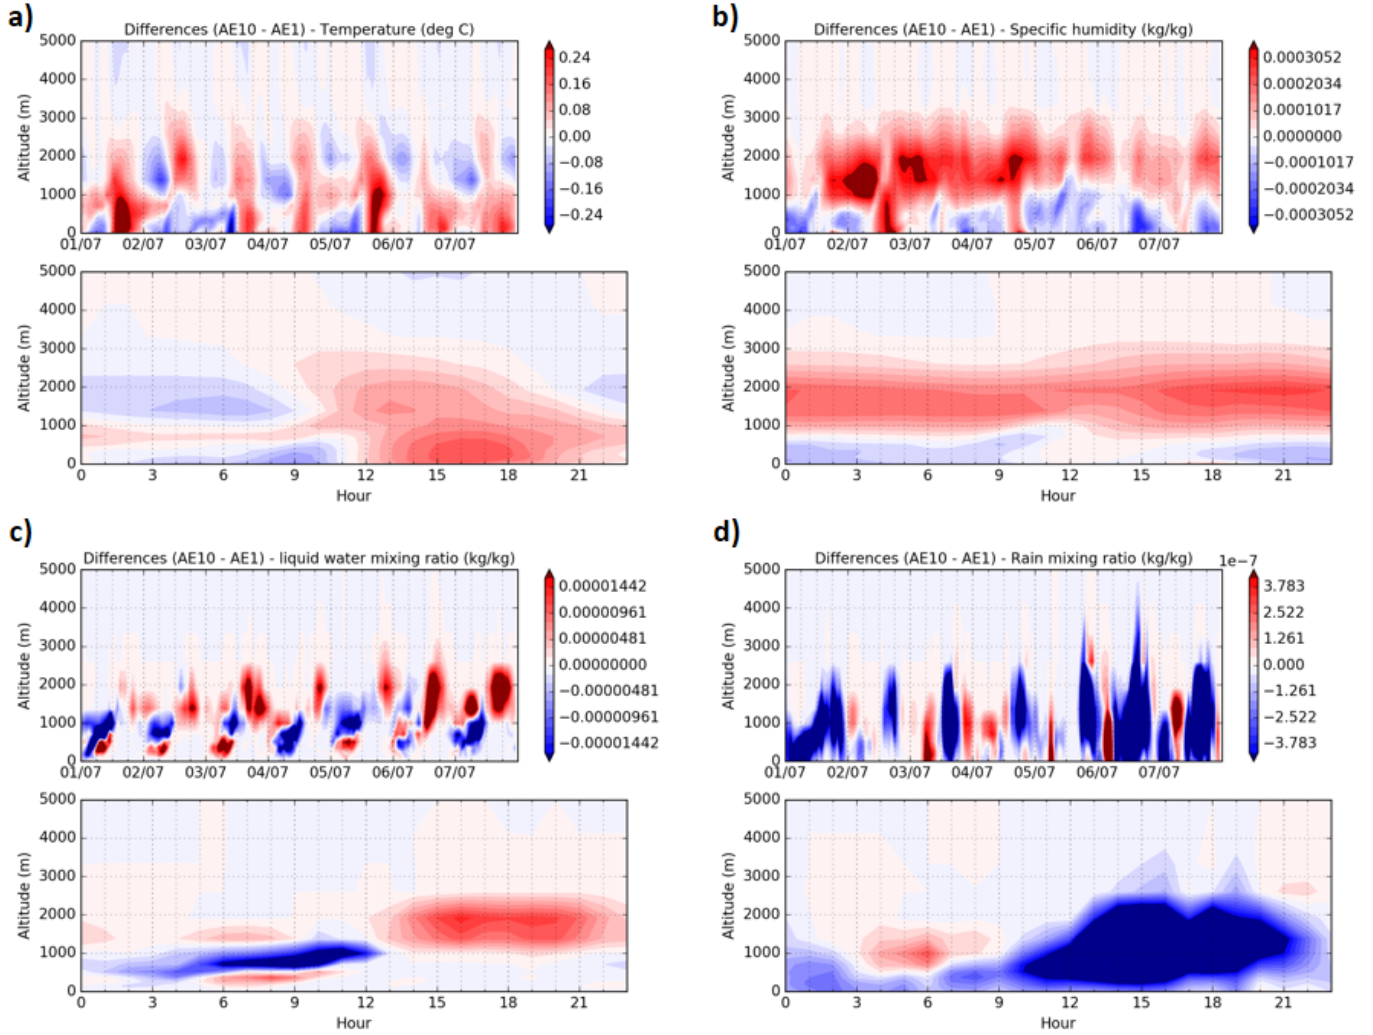 a)
Differences (AE10 - AE1) - Temperature (deg C)
5000
4000
3000
2000
1000
0
Altitude (m)
01/07 02/07 03/07 04/07 05/07 06/07 07/07
0.24
0.16
0.08
0.00
−0.08
−0.16
−0.24
5000
4000
3000
2000
1000
0
Altitude (m)
0 3 6 9 12 15 18 21
Hour
b)
Differences (AE10 - AE1) - Specific humidity (kg/kg)
5000
4000
3000
2000
1000
0
Altitude (m)
01/07 02/07 03/07 04/07 05/07 06/07 07/07
0.0003052
0.0002034
0.0001017
0.0000000
−0.0001017
−0.0002034
−0.0003052
5000
4000
3000
2000
1000
0
Altitude (m)
0 3 6 9 12 15 18 21
Hour
c)
Differences (AE10 - AE1) - liquid water mixing ratio (kg/kg)
5000
4000
3000
2000
1000
0
Altitude (m)
01/07 02/07 03/07 04/07 05/07 06/07 07/07
0.00001442
0.00000961
0.00000481
0.00000000
−0.00000481
−0.00000961
−0.00001442
5000
4000
3000
2000
1000
0
Altitude (m)
0 3 6 9 12 15 18 21
Hour
d)
Differences (AE10 - AE1) - Rain mixing ratio (kg/kg)
1e−7
5000
4000
3000
2000
1000
0
Altitude (m)
01/07 02/07 03/07 04/07 05/07 06/07 07/07
3.783
2.522
1.261
0.000
−1.261
−2.522
−3.783
5000
4000
3000
2000
1000
0
Altitude (m)
0 3 6 9 12 15 18 21
Hour